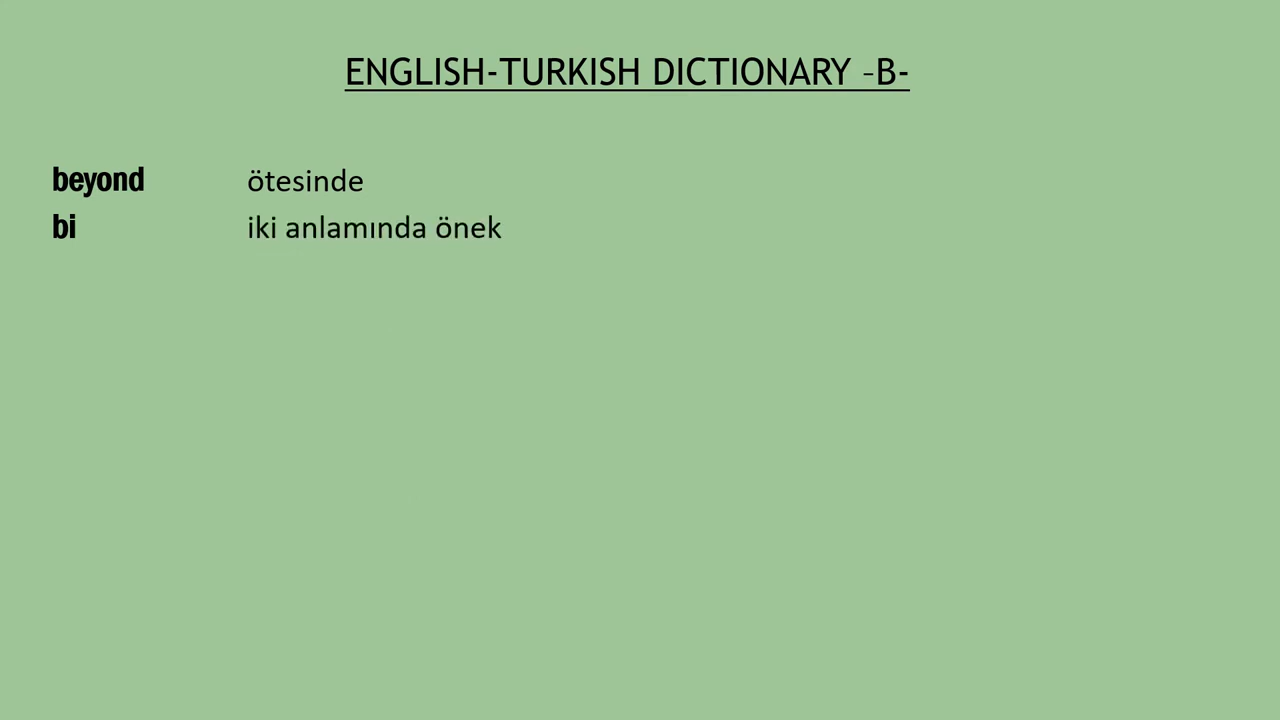 ENGLISH-TURKISH DICTIONARY –B-
beyond ötesinde
bi iki anlamında önek